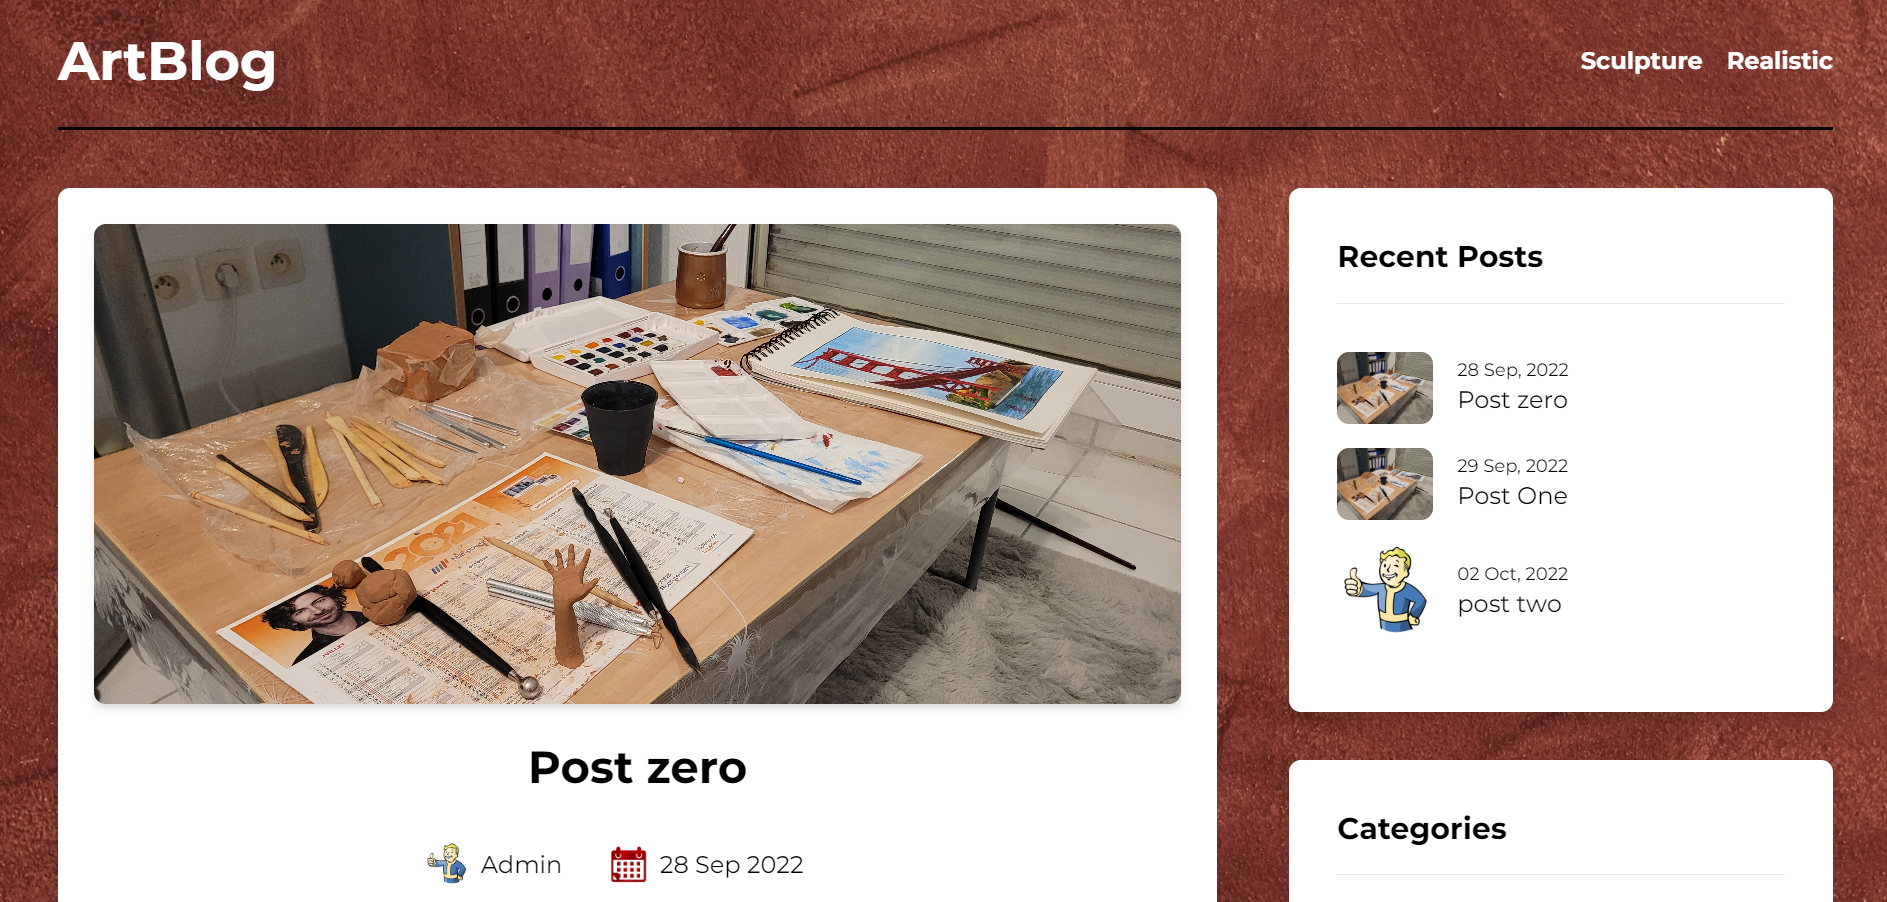 ArtBlog
Sculpture Realistic
2021
Post zero
Admin
28 Sep 2022
Recent Posts
28 Sep, 2022
Post zero
29 Sep, 2022
Post One
02 Oct, 2022
post two
Categories